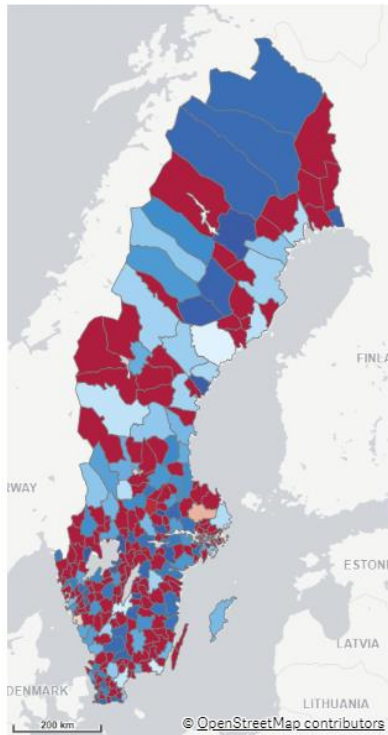 FINLA
RWAY
ESTONI
LATVIA
DENMARK
LITHUANIA
200 km
© OpenStreetMap contributors